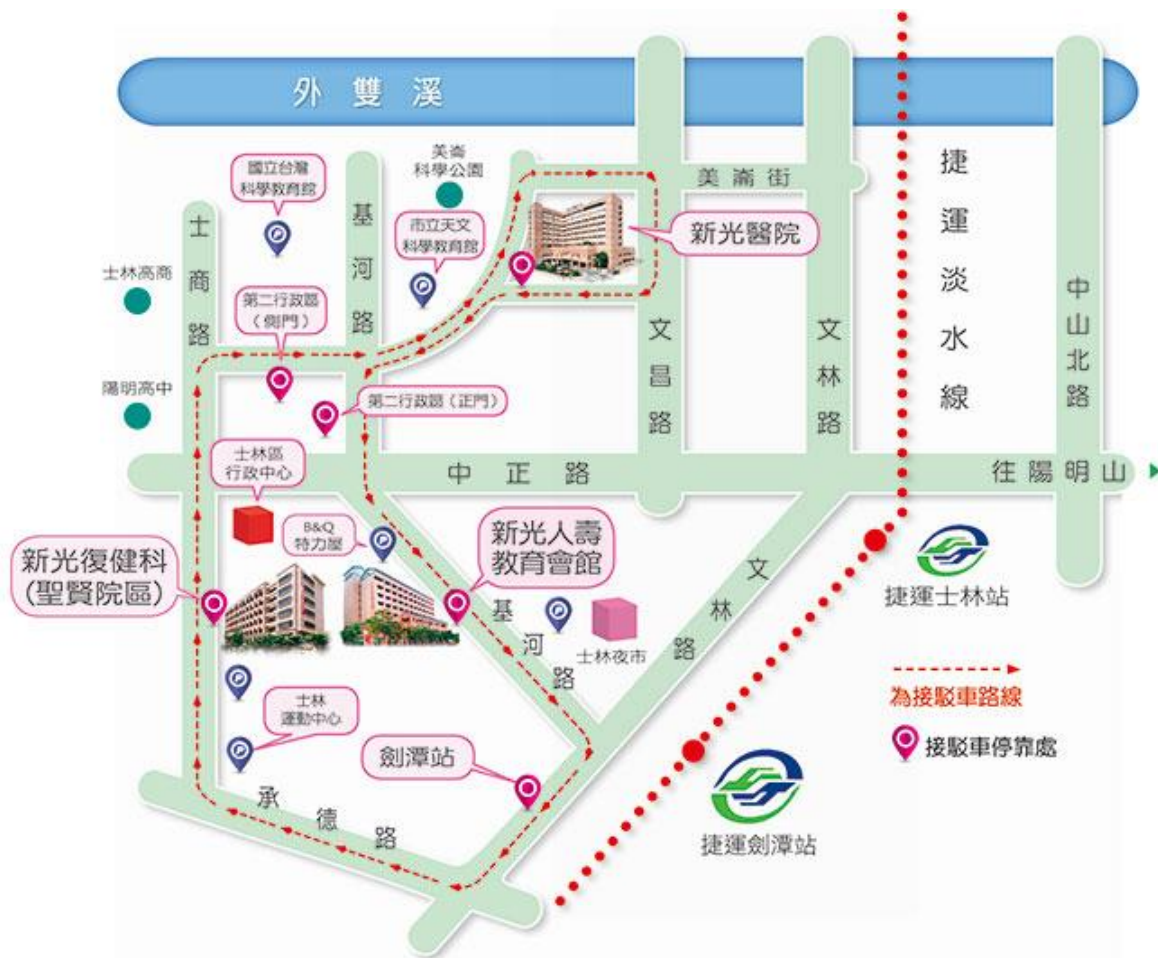 外雙溪
國立台灣
科學教育館
基河路
美崙
科學公園
美崙街
捷運淡水線
士商路
市立天文
科學教育館
新光醫院
士林高商
第二行政區
(側門)
文昌路
文林路
中山北路
陽明高中
第二行政區(正門)
士林區
行政中心
中正路
往陽明山
B&Q
特力屋
新光人壽
教育會館
新光復健科
(聖賢院區)
基河路
士林夜市
文林路
捷運士林站
為接駁車路線
士林
運動中心
劍潭站
接駁車停靠處
承德路
捷運劍潭站